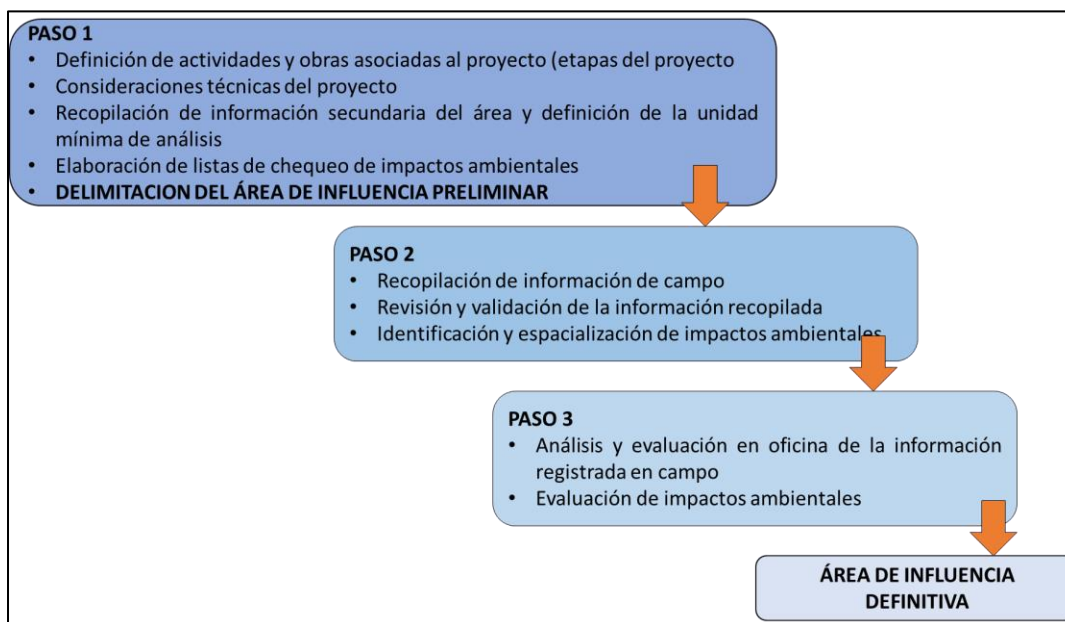 PASO 1
• Definición de actividades y obras asociadas al proyecto (etapas del proyecto
• Consideraciones técnicas del proyecto
• Recopilación de información secundaria del área y definición de la unidad
mínima de análisis
• Elaboración de listas de chequeo de impactos ambientales
• DELIMITACION DEL ÁREA DE INFLUENCIA PRELIMINAR
PASO 2
• Recopilación de información de campo
• Revisión y validación de la información recopilada
• Identificación y espacialización de impactos ambientales
PASO 3
• Análisis y evaluación en oficina de la información
registrada en campo
• Evaluación de impactos ambientales
ÁREA DE INFLUENCIA
DEFINITIVA